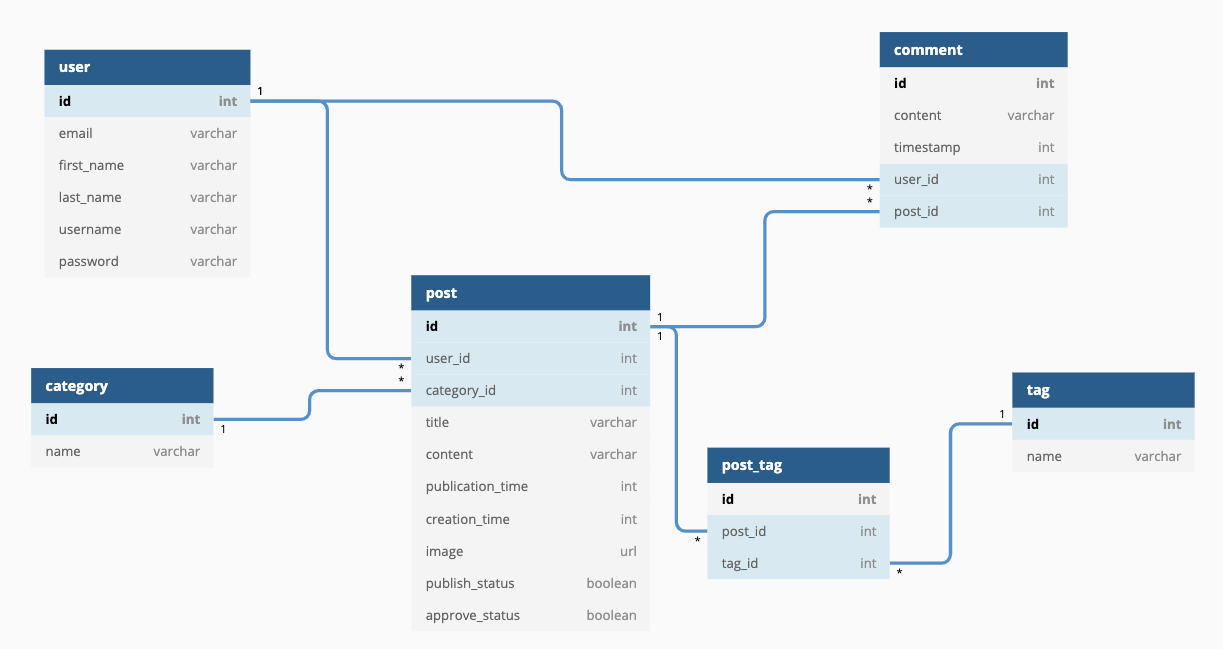 user
id int
email varchar
first_name varchar
last_name varchar
username varchar
password varchar
1
comment
id int
content varchar
timestamp int
user_id int
post_id int
*
*
post
id int
user_id int
category_id int
title varchar
content varchar
publication_time int
creation_time int
image url
publish_status boolean
approve_status boolean
*
*
1
1
category
id int
name varchar
1
post_tag
id int
post_id int
tag_id int
*
*
tag
id int
name varchar
1